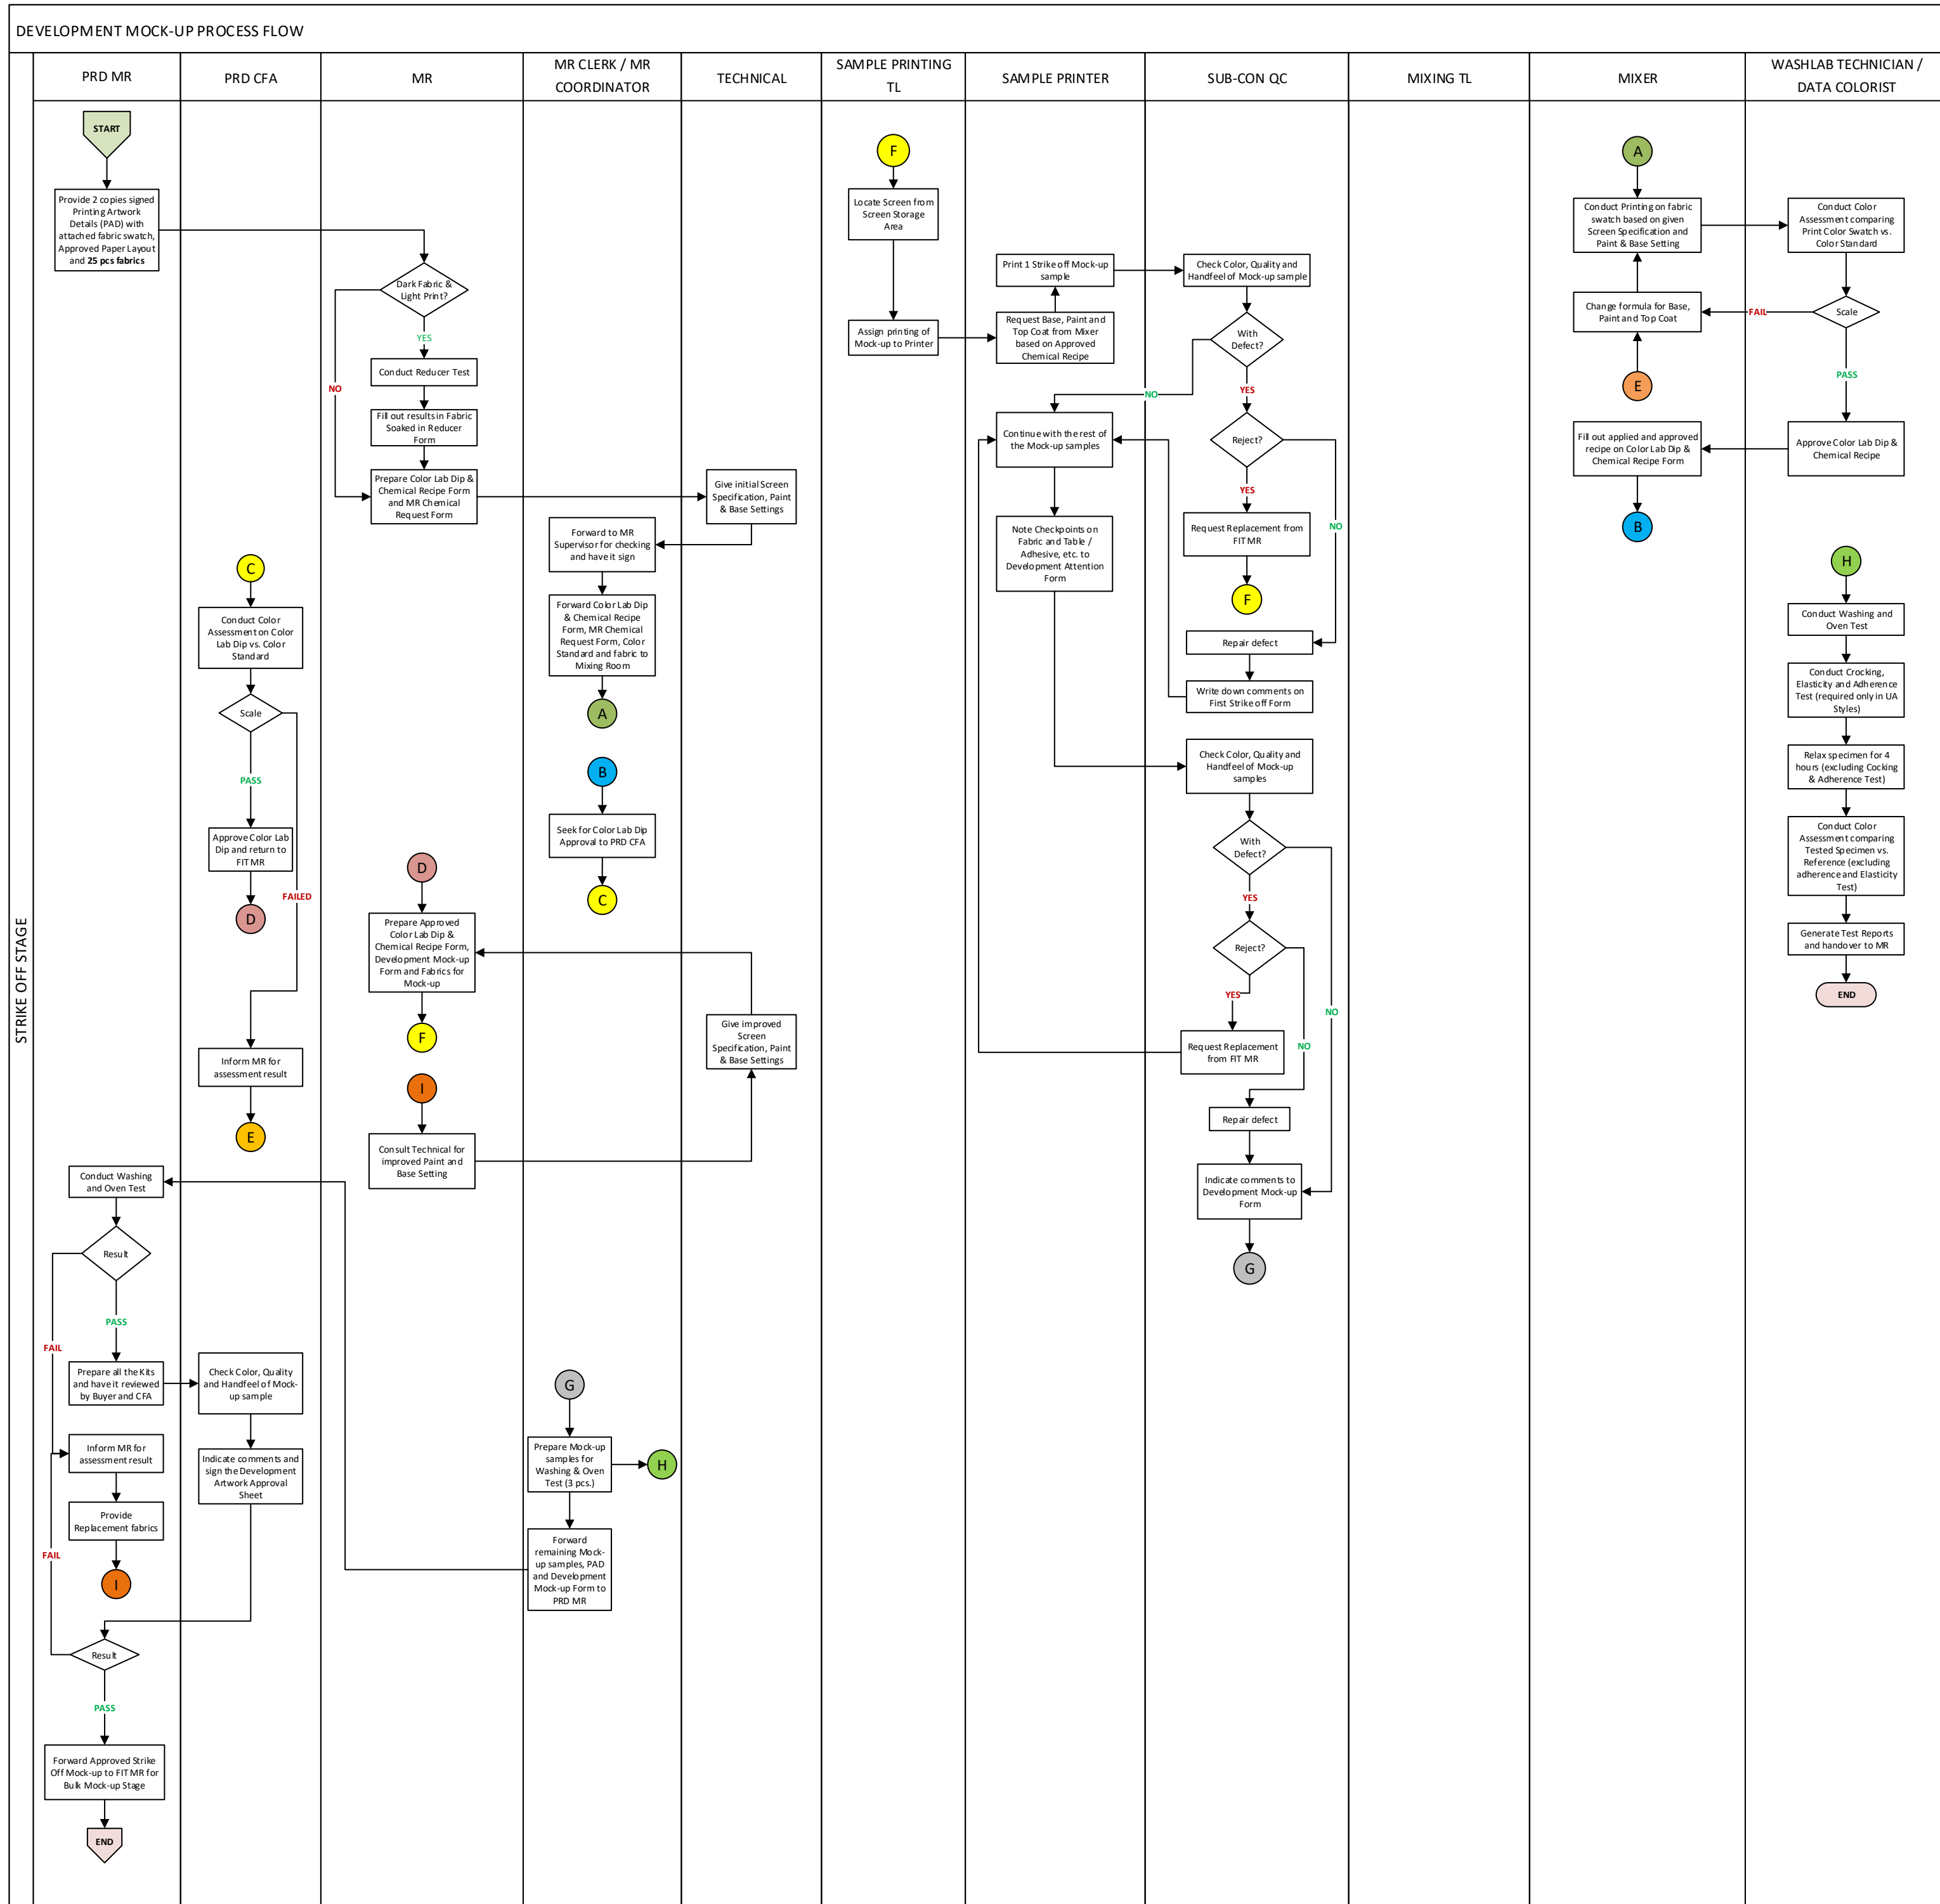 DEVELOPMENT MOCK-UP PROCESS FLOW
STRIKE OFF STAGE
PRD MR
PRD CFA
MR
MR CLERK / MR
COORDINATOR
TECHNICAL
SAMPLE PRINTING
TL
SAMPLE PRINTER
SUB-CON QC
MIXING TL
MIXER
WASHLAB TECHNICIAN /
DATA COLORIST
START
Provide 2 copies signed
Printing Artwork
Details (PAD) with
attached fabric swatch,
Approved Paper Layout
and 25 pcs fabrics
Conduct Washing
and Oven Test
Result
PASS
FAIL
Prepare all the Kits
and have it reviewed
by Buyer and CFA
Inform MR for
assessment result
Provide
Replacement fabrics
FAIL
I
Result
PASS
Forward Approved Strike
Off Mock-up to FIT MR for
Bulk Mock-up Stage
END
C
Conduct Color
Assessment on Color
Lab Dip vs. Color
Standard
Scale
PASS
Approve Color Lab
Dip and return to
FIT MR
FAILED
D
Inform MR for
assessment result
E
Check Color, Quality
and Handfeel of Mock-
up sample
Indicate comments and
sign the Development
Artwork Approval
Sheet
Dark Fabric &
Light Print?
YES
NO
Conduct Reducer Test
Fill out results in Fabric
Soaked in Reducer
Form
Prepare Color Lab Dip &
Chemical Recipe Form
and MR Chemical
Request Form
D
Prepare Approved
Color Lab Dip &
Chemical Recipe Form,
Development Mock-up
Form and Fabrics for
Mock-up
F
I
Consult Technical for
improved Paint and
Base Setting
Forward to MR
Supervisor for checking
and have it sign
Forward Color Lab Dip
& Chemical Recipe
Form, MR Chemical
Request Form, Color
Standard and fabric to
Mixing Room
A
B
Seek for Color Lab Dip
Approval to PRD CFA
C
G
Prepare Mock-up
samples for
Washing & Oven
Test (3 pcs.)
H
Forward
remaining Mock-
up samples, PAD
and Development
Mock-up Form to
PRD MR
Give initial Screen
Specification, Paint
& Base Settings
Give improved
Screen
Specification, Paint
& Base Settings
F
Locate Screen from
Screen Storage
Area
Assign printing of
Mock-up to Printer
Print 1 Strike off Mock-up
sample
Request Base, Paint and
Top Coat from Mixer
based on Approved
Chemical Recipe
NO
Continue with the rest of
the Mock-up samples
Note Checkpoints on
Fabric and Table /
Adhesive, etc. to
Development Attention
Form
Check Color, Quality and
Handfeel of Mock-up sample
With
Defect?
YES
Reject?
YES
NO
Request Replacement from
FIT MR
F
Repair defect
Write down comments on
First Strike off Form
Check Color, Quality and
Handfeel of Mock-up
samples
With
Defect?
YES
Reject?
YES
NO
NO
Request Replacement
from FIT MR
Repair defect
Indicate comments to
Development Mock-up
Form
G
A
Conduct Printing on fabric
swatch based on given
Screen Specification and
Paint & Base Setting
Change formula for Base,
Paint and Top Coat
E
Fill out applied and approved
recipe on Color Lab Dip &
Chemical Recipe Form
B
Conduct Color
Assessment comparing
Print Color Swatch vs.
Color Standard
Scale
FAIL
PASS
Approve Color Lab Dip &
Chemical Recipe
H
Conduct Washing and
Oven Test
Conduct Crocking,
Elasticity and Adherence
Test (required only in UA
Styles)
Relax specimen for 4
hours (excluding Cocking
& Adherence Test)
Conduct Color
Assessment comparing
Tested Specimen vs.
Reference (excluding
adherence and Elasticity
Test)
Generate Test Reports
and handover to MR
END